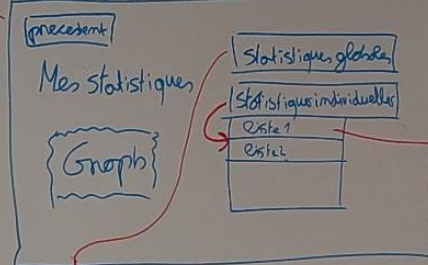 precedent
Mes statistiques
Graph
Statistiques globales
Statistiques individuelles
liste 1
liste 2